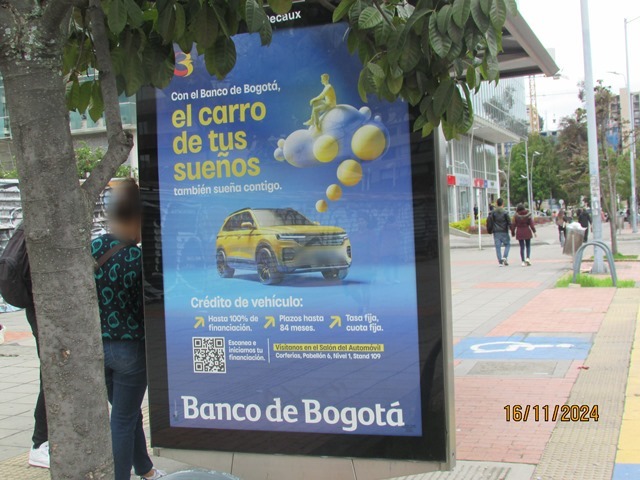 ecaux
Con el Banco de Bogotá,
el carro
de tus
sueños
también sueña contigo.
Crédito de vehículo:
Hasta 100% de
financiación.
Plazos hasta
84 meses.
Tasa fija,
cuota fija.
Escanea e
iniciamos tu
financiación.
Visítanos en el Salón del Automóvil
Corferias, Pabellón 6, Nivel 1, Stand 109
Banco de Bogotá
16/11/2024